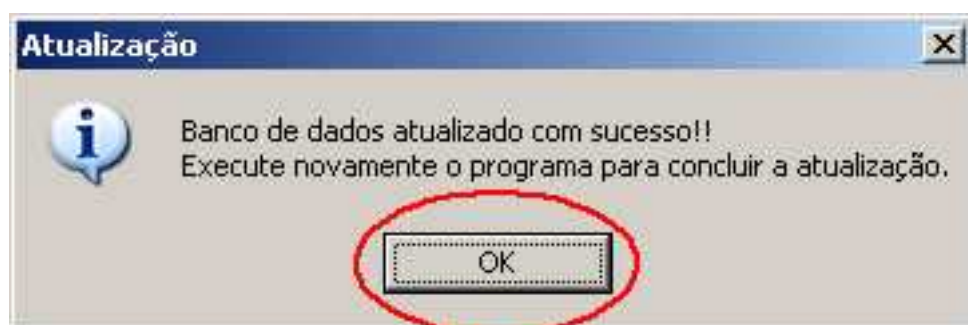 Atualização
Banco de dados atualizado com sucesso!!
Execute novamente o programa para concluir a atualização.
OK